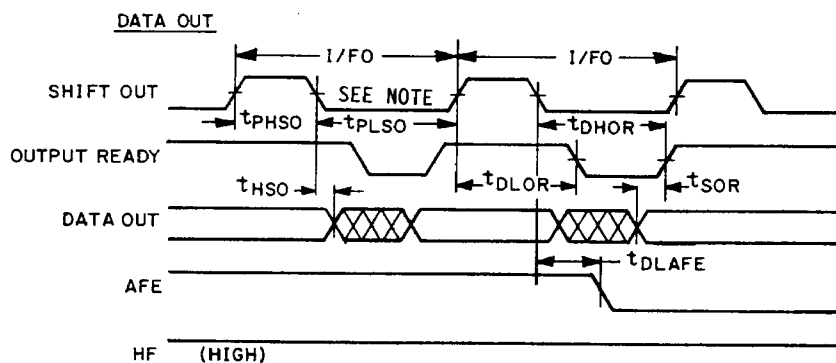 DATA OUT
I/FO I/FO
SHIFT OUT SEE NOTE
tPHSO tPLSO tDHOR
OUTPUT READY
tHSO tDLOR tSOR
DATA OUT
tDLAFE
AFE
HF (HIGH)